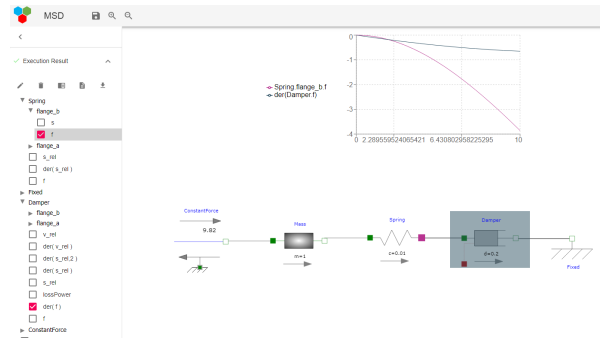 MSD
Execution Result
Spring
flange_b
s
f
flange_a
s_rel
der( s_rel )
f
Fixed
Damper
flange_b
flange_a
v_rel
der( v_rel )
der( s_rel,2 )
der( s_rel )
s_rel
lossPower
der( f )
f
ConstantForce
Spring.flange_b.f
der(Damper.f)
0
-1
-2
-3
-4
0 2.289559524065421 6.430802958225295 10
ConstantForce
9.82
Mass
m=1
Spring
c=0.01
Damper
d=0.2
Fixed